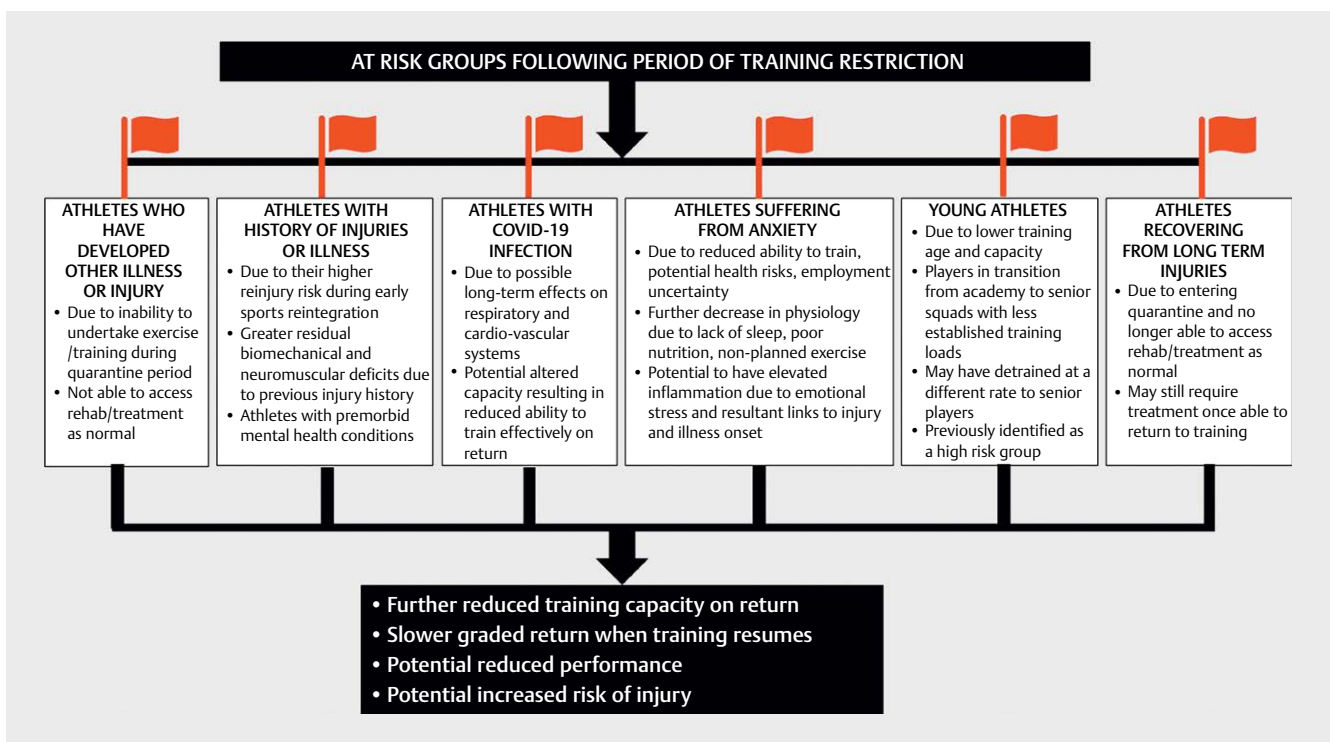 AT RISK GROUPS FOLLOWING PERIOD OF TRAINING RESTRICTION
ATHLETES WHO
HAVE
DEVELOPED
OTHER ILLNESS
OR INJURY
• Due to inability to
undertake exercise
/training during
quarantine period
• Not able to access
rehab/treatment
as normal
ATHLETES WITH
HISTORY OF INJURIES
OR ILLNESS
• Due to their higher
reinjury risk during early
sports reintegration
• Greater residual
biomechanical and
neuromuscular deficits due
to previous injury history
• Athletes with premorbid
mental health conditions
ATHLETES WITH
COVID-19
INFECTION
• Due to possible
long-term effects on
respiratory and
cardio-vascular
systems
• Potential altered
capacity resulting in
reduced ability to
train effectively on
return
ATHLETES SUFFERING
FROM ANXIETY
• Due to reduced ability to train,
potential health risks, employment
uncertainty
• Further decrease in physiology
due to lack of sleep, poor
nutrition, non-planned exercise
• Potential to have elevated
inflammation due to emotional
stress and resultant links to injury
and illness onset
YOUNG ATHLETES
• Due to lower training
age and capacity
• Players in transition
from academy to senior
squads with less
established training
loads
• May have detrained at a
different rate to senior
players
• Previously identified as
a high risk group
ATHLETES
RECOVERING
FROM LONG TERM
INJURIES
• Due to entering
quarantine and no
longer able to access
rehab/treatment as
normal
• May still require
treatment once able to
return to training
• Further reduced training capacity on return
• Slower graded return when training resumes
• Potential reduced performance
• Potential increased risk of injury